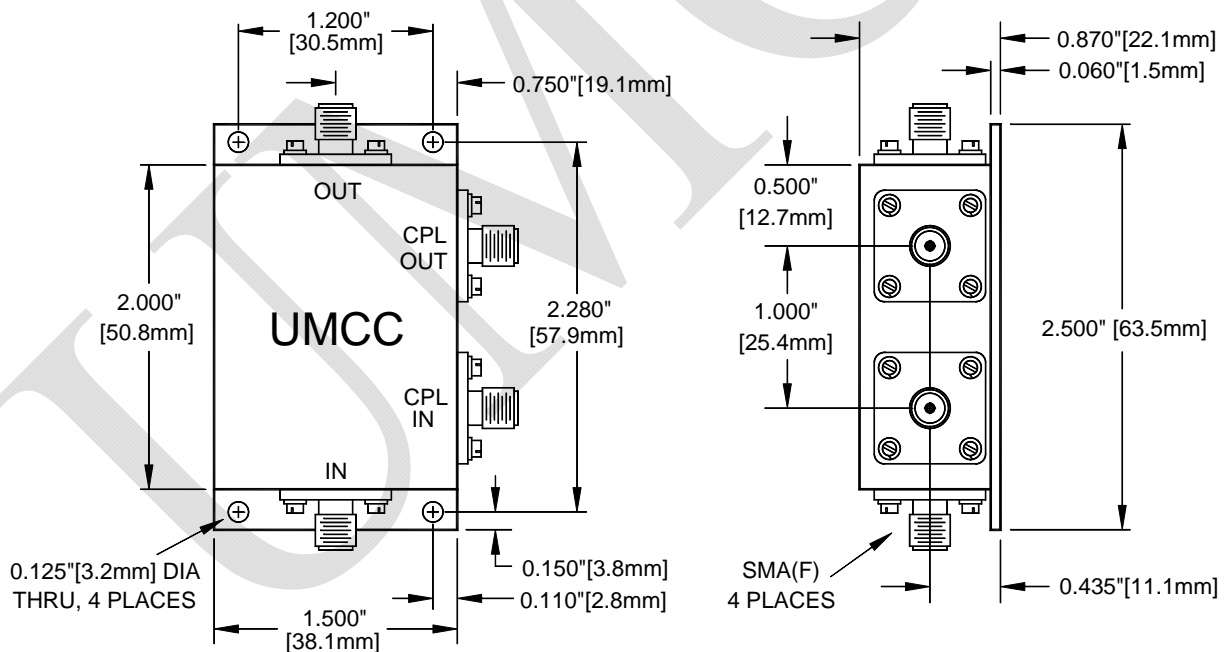 1.200"
[30.5mm]
0.750"[19.1mm]
OUT
CPL
OUT
2.000"
[50.8mm]
UMCC
2.280"
[57.9mm]
CPL
IN
IN
0.125"[3.2mm] DIA
THRU, 4 PLACES
0.150"[3.8mm]
0.110"[2.8mm]
1.500"
[38.1mm]
0.870"[22.1mm]
0.060"[1.5mm]
0.500"
[12.7mm]
1.000"
[25.4mm]
2.500" [63.5mm]
SMA(F)
4 PLACES
0.435"[11.1mm]
UMC